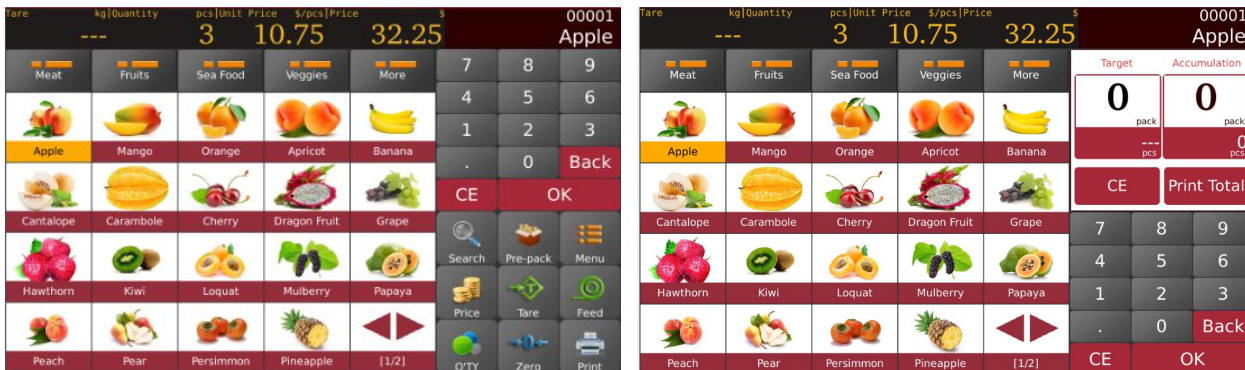 Tare kg|Quantity pcs|Unit Price $/pcs|Price $
--- 3 10.75 32.25
00001
Apple
Meat Fruits Sea Food Veggies More
Apple Mango Orange Apricot Banana
Cantalope Carambole Cherry Dragon Fruit Grape
Hawthorn Kiwi Loquat Mulberry Papaya
Peach Pear Persimmon Pineapple [1/2]
7 8 9
4 5 6
1 2 3
. 0 Back
CE OK
Search Pre-pack Menu
Price Tare Feed
Q'TY Zero Print
Tare kg|Quantity pcs|Unit Price $/pcs|Price $
--- 3 10.75 32.25
00001
Apple
Meat Fruits Sea Food Veggies More
Apple Mango Orange Apricot Banana
Cantalope Carambole Cherry Dragon Fruit Grape
Hawthorn Kiwi Loquat Mulberry Papaya
Peach Pear Persimmon Pineapple [1/2]
Target Accumulation
0 0
pack pack
--- 0
pcs pcs
CE Print Total
7 8 9
4 5 6
1 2 3
. 0 Back
CE OK